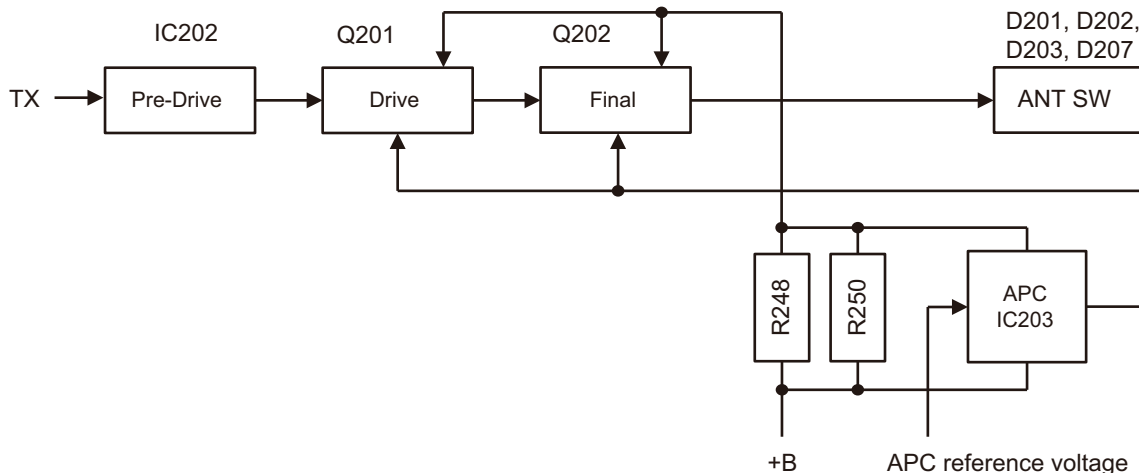 IC202
Q201
Q202
D201, D202,
D203, D207
TX
Pre-Drive
Drive
Final
ANT SW
R248
R250
APC
IC203
+B
APC reference voltage